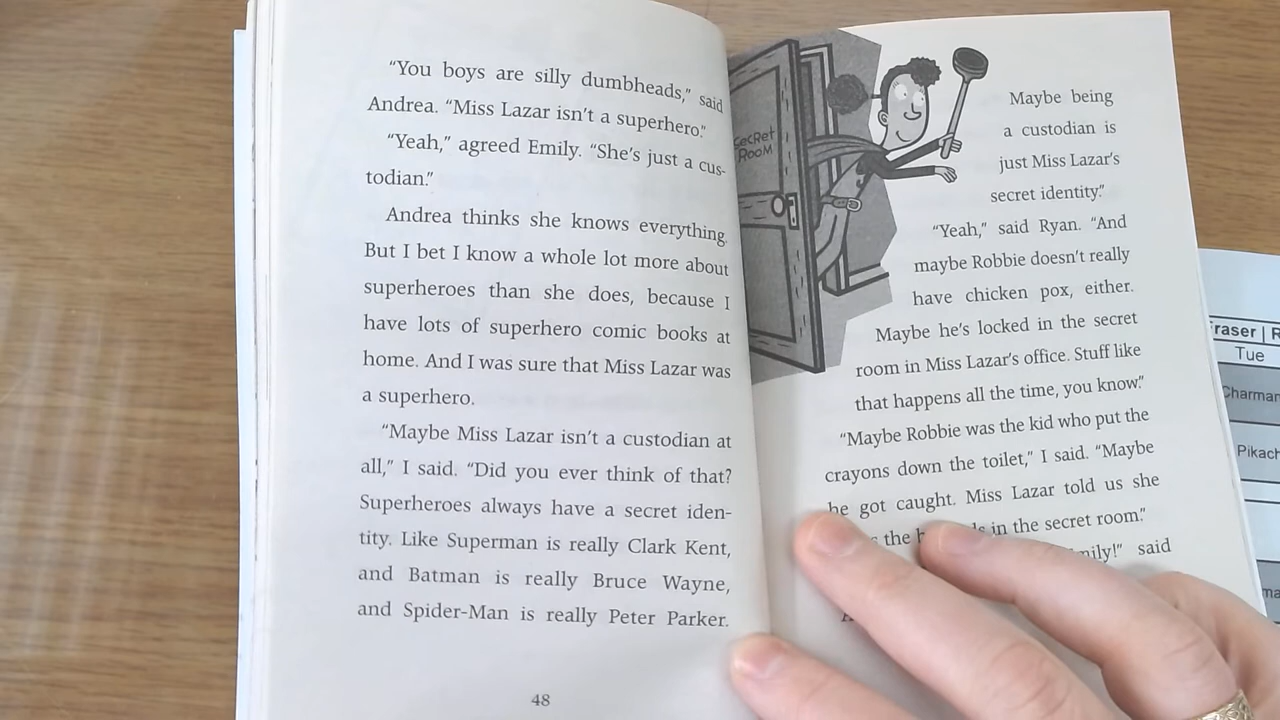 “You boys are silly dumbheads,” said
Andrea. “Miss Lazar isn’t a superhero.”
“Yeah,” agreed Emily. “She’s just a cus-
todian.”
Andrea thinks she knows everything.
But I bet I know a whole lot more about
superheroes than she does, because I
have lots of superhero comic books at
home. And I was sure that Miss Lazar was
a superhero.
“Maybe Miss Lazar isn’t a custodian at
all,” I said. “Did you ever think of that?
Superheroes always have a secret iden-
tity. Like Superman is really Clark Kent,
and Batman is really Bruce Wayne,
and Spider-Man is really Peter Parker.
48
SecRet
RooM
Maybe being
a custodian is
just Miss Lazar’s
secret identity.”
“Yeah,” said Ryan. “And
maybe Robbie doesn’t really
have chicken pox, either.
Maybe he’s locked in the secret
room in Miss Lazar’s office. Stuff like
that happens all the time, you know.”
“Maybe Robbie was the kid who put the
crayons down the toilet,” I said. “Maybe
he got caught. Miss Lazar told us she
the in the secret room.”
said
Fraser | R
Tue